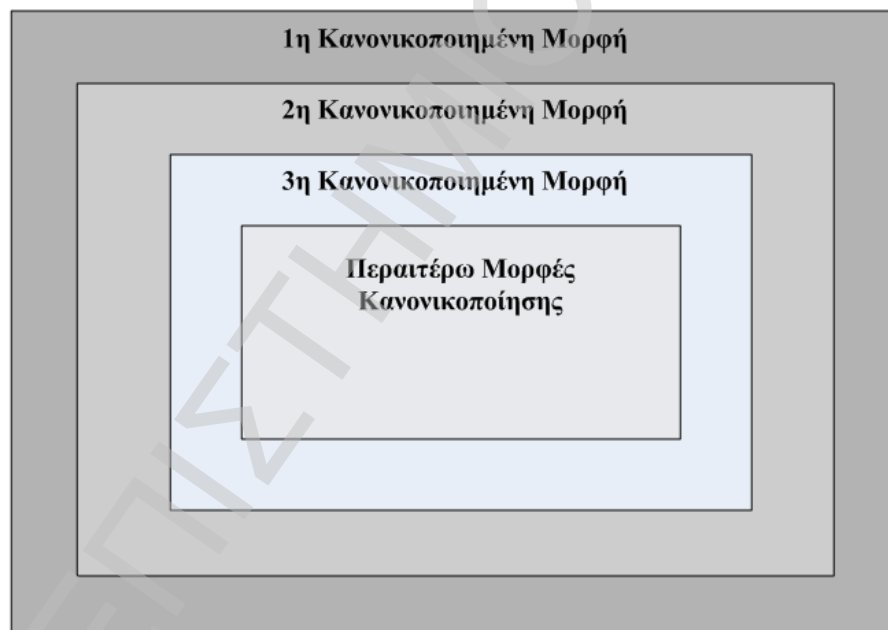 1η Κανονικοποιημένη Μορφή
2η Κανονικοποιημένη Μορφή
3η Κανονικοποιημένη Μορφή
Περαιτέρω Μορφές
Κανονικοποίησης